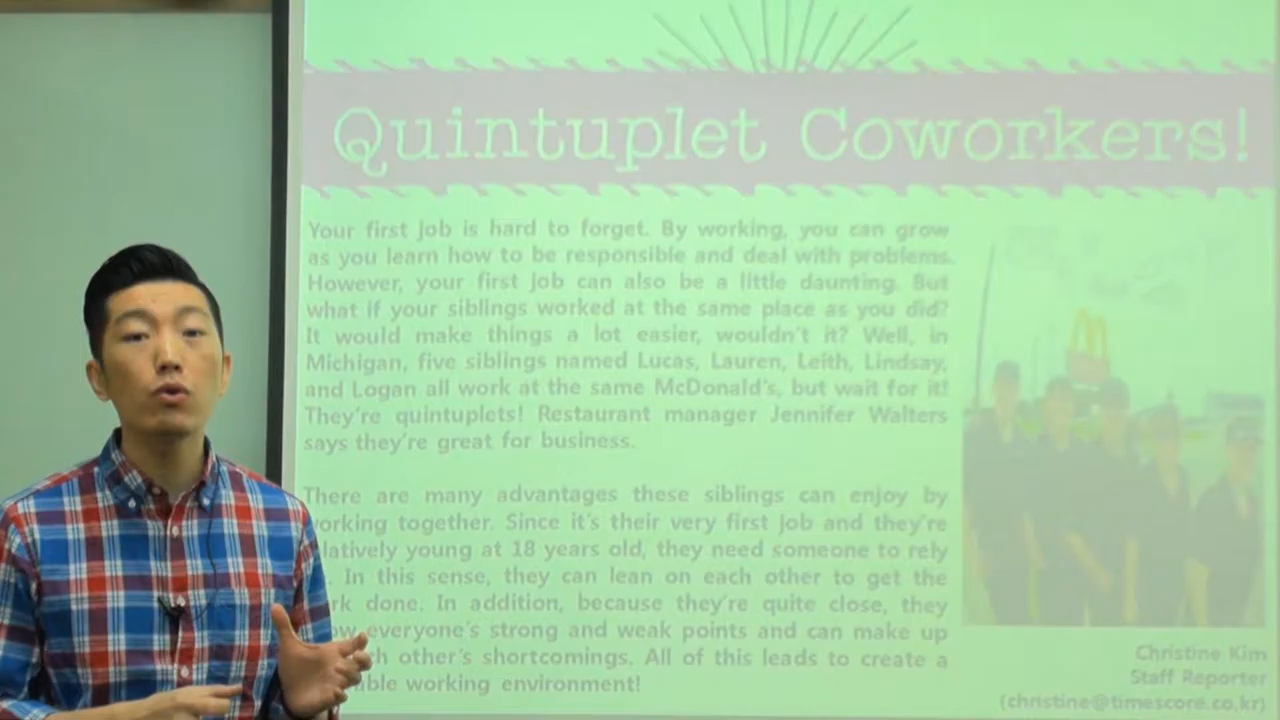 Quintuplet Coworkers!
Your first job is hard to forget. By working, you can grow
as you learn how to be responsible and deal with problems.
However, your first job can also be a little daunting. But
what if your siblings worked at the same place as you did?
It would make things a lot easier, wouldn't it? Well, in
Michigan, five siblings named Lucas, Lauren, Leith, Lindsay,
and Logan all work at the same McDonald's, but wait for it!
They're quintuplets! Restaurant manager Jennifer Walters
says they're great for business.
There are many advantages these siblings can enjoy by
working together. Since it's their very first job and they're
at 18 years old, they need someone to rely
In this sense, they can lean on each other to get the
done. In addition, because they're quite close, they
everyone's strong and weak points and can make up
other's shortcomings. All of this leads to create a
working environment!
Christine Kim
Staff Reporter
(christine@timescore.co.kr)